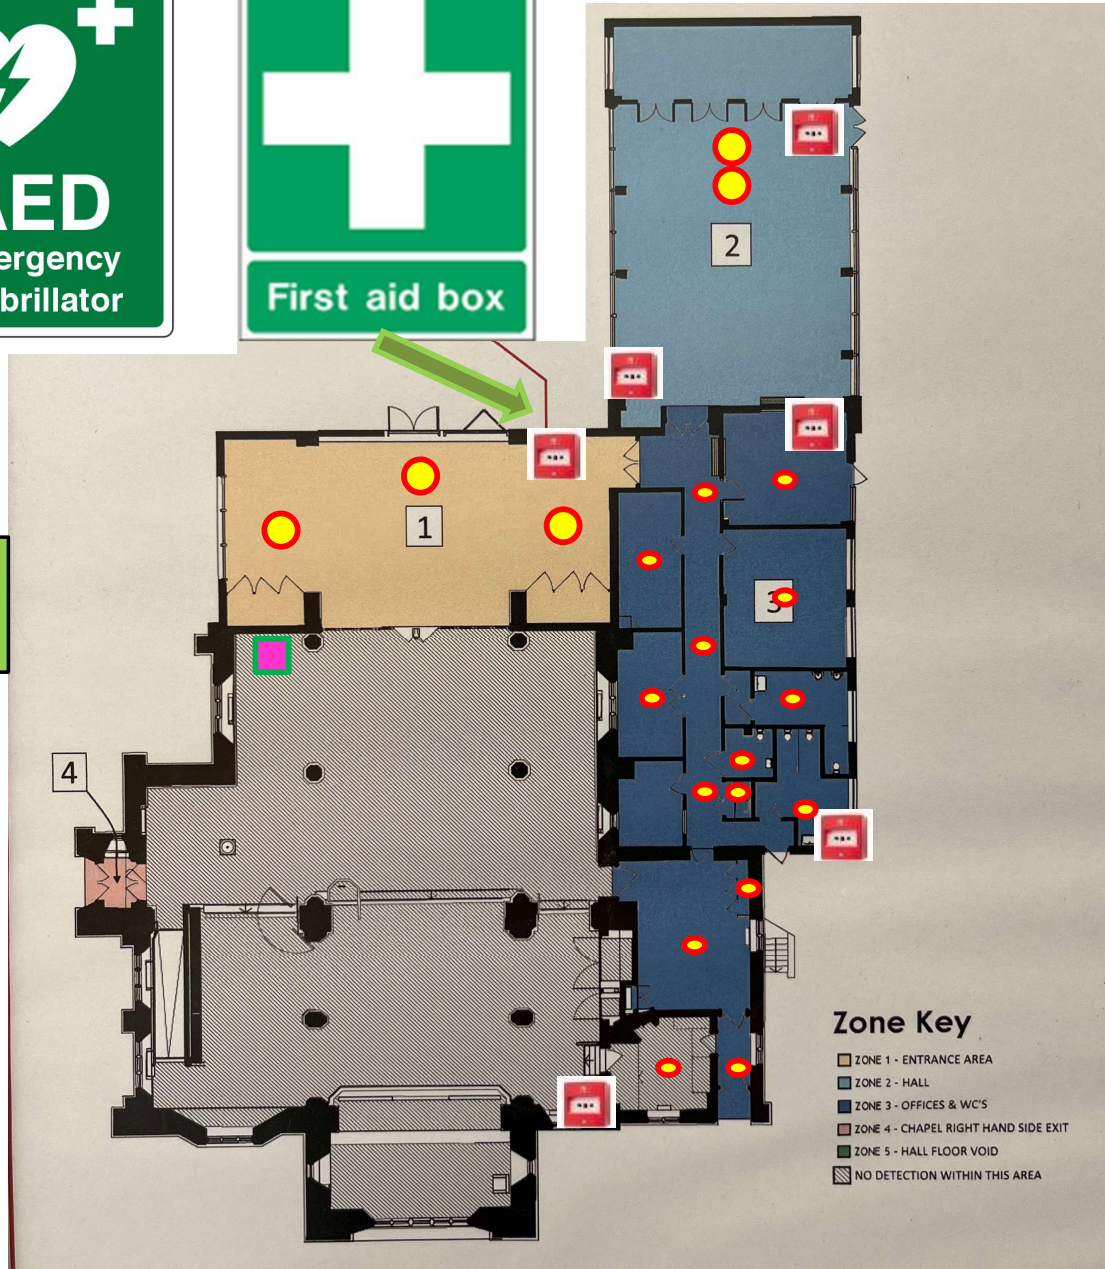 AED
ergency
brillator
First aid box
2
1
3
4
Zone Key
ZONE 1 - ENTRANCE AREA
ZONE 2 - HALL
ZONE 3 - OFFICES & WC'S
ZONE 4 - CHAPEL RIGHT HAND SIDE EXIT
ZONE 5 - HALL FLOOR VOID
NO DETECTION WITHIN THIS AREA